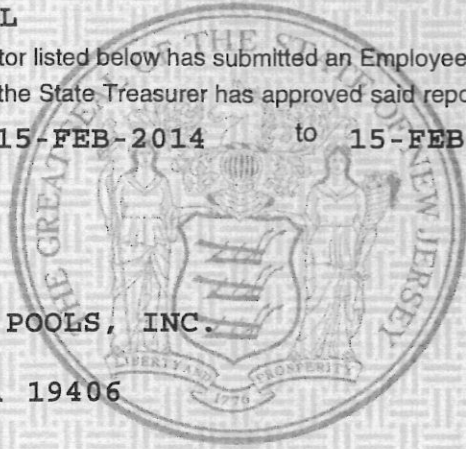 L
tor listed below has submitted an Employee
the State Treasurer has approved said repo
15-FEB-2014 to 15-FEB
THE GREAT SEAL OF THE STATE OF NEW JERSEY
POOLS, INC.
LIBERTY AND PROSPERITY
1776
19406